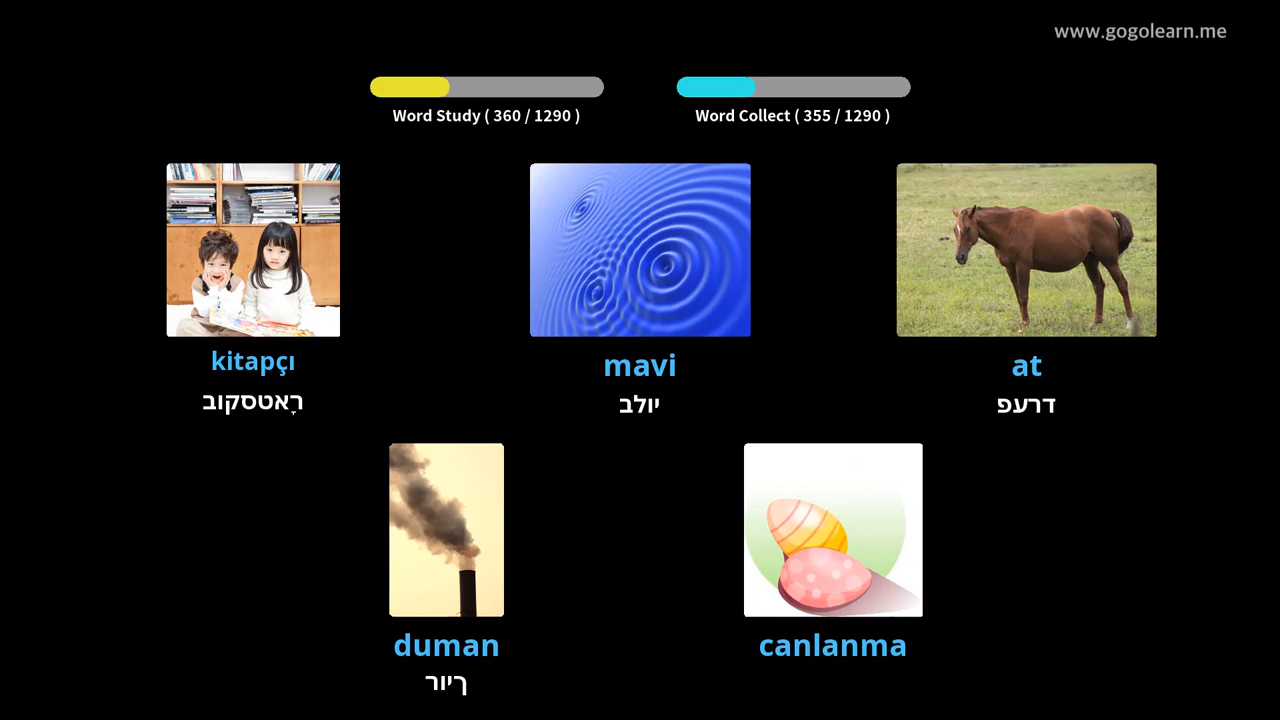 www.gogolearn.me
Word Study ( 360 / 1290 )
Word Collect ( 355 / 1290 )
kitapçı
רָאטסקוב
mavi
יולב
at
דרעפ
duman
ךיור
canlanma